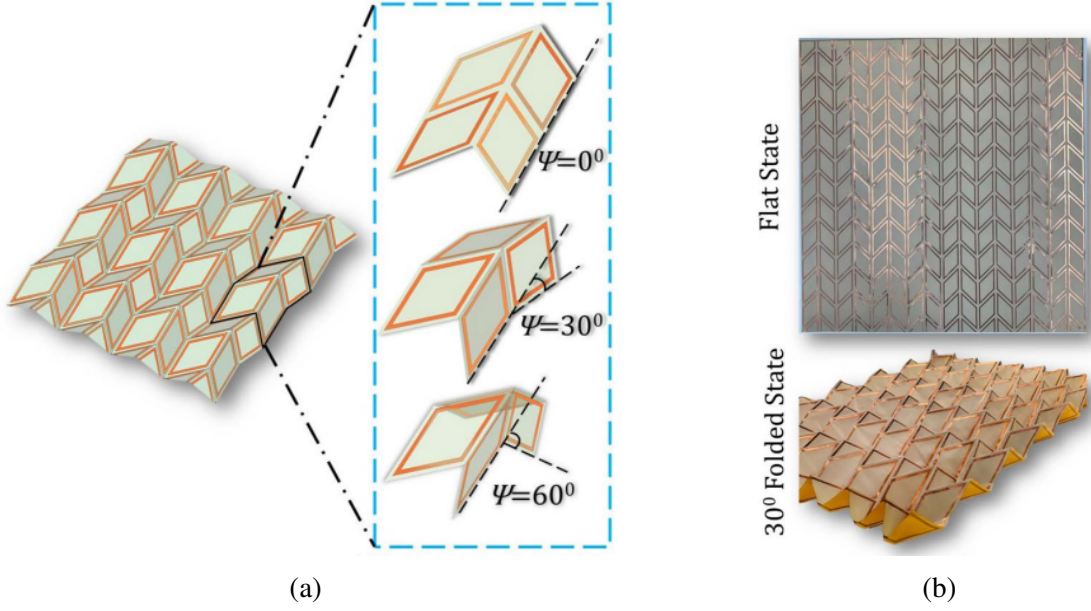 Ψ=0⁰
Ψ=30⁰
Ψ=60⁰
(a)
Flat State
30⁰ Folded State
(b)